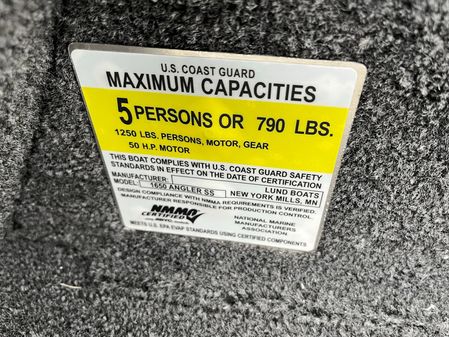 U.S. COAST GUARD
MAXIMUM CAPACITIES
5 PERSONS OR 790 LBS.
1250 LBS. PERSONS, MOTOR, GEAR
50 H.P. MOTOR
THIS BOAT COMPLIES WITH U.S. COAST GUARD SAFETY
STANDARDS IN EFFECT ON THE DATE OF CERTIFICATION
MANUFACTURER: LUND BOATS
MODEL: 1650 ANGLER SS NEW YORK MILLS, MN
DESIGN COMPLIANCE WITH NMMA REQUIREMENTS IS VERIFIED.
MANUFACTURER RESPONSIBLE FOR PRODUCTION CONTROL.
NMMA
CERTIFIED
NATIONAL MARINE
MANUFACTURERS
ASSOCIATION
MEETS U.S. EPA EVAP STANDARDS USING CERTIFIED COMPONENTS